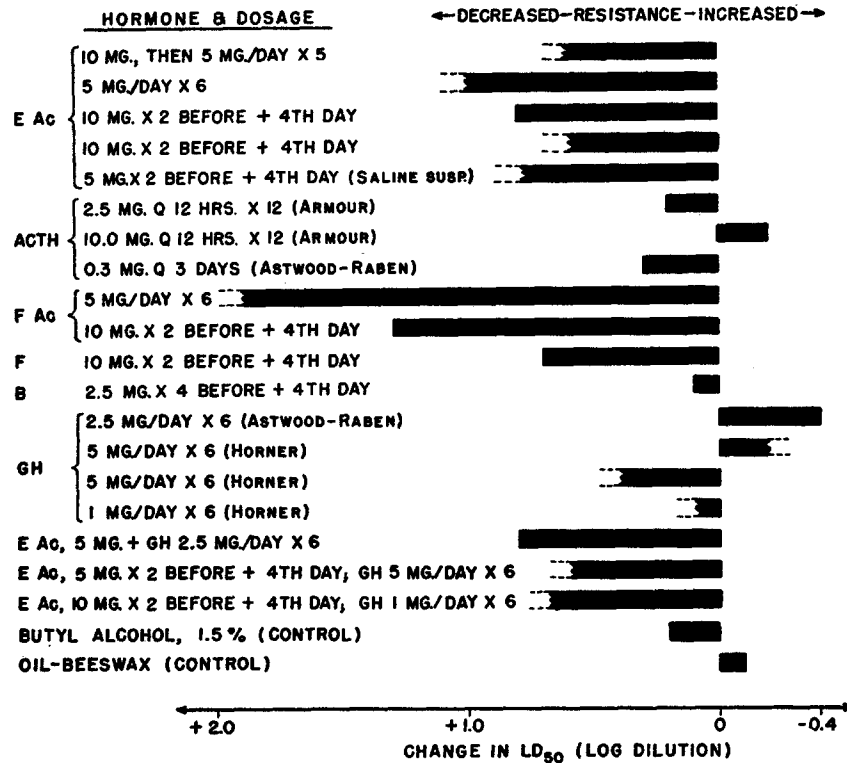 HORMONE & DOSAGE
←DECREASED–RESISTANCE–INCREASED→
10 MG., THEN 5 MG./DAY X 5
5 MG./DAY X 6
E Ac
10 MG. X 2 BEFORE + 4TH DAY
10 MG. X 2 BEFORE + 4TH DAY
5 MG.X 2 BEFORE + 4TH DAY (SALINE SUSP.)
2.5 MG. Q 12 HRS. X 12 (ARMOUR)
ACTH
10.0 MG. Q 12 HRS. X 12 (ARMOUR)
0.3 MG. Q 3 DAYS (ASTWOOD-RABEN)
F Ac
5 MG/DAY X 6
10 MG. X 2 BEFORE + 4TH DAY
F 10 MG. X 2 BEFORE + 4TH DAY
B 2.5 MG. X 4 BEFORE + 4TH DAY
2.5 MG/DAY X 6 (ASTWOOD-RABEN)
GH
5 MG/DAY X 6 (HORNER)
5 MG/DAY X 6 (HORNER)
1 MG/DAY X 6 (HORNER)
E Ac, 5 MG. + GH 2.5 MG./DAY X 6
E Ac, 5 MG. X 2 BEFORE + 4TH DAY; GH 5 MG/DAY X 6
E Ac, 10 MG. X 2 BEFORE + 4TH DAY; GH 1 MG/DAY X 6
BUTYL ALCOHOL, 1.5% (CONTROL)
OIL-BEESWAX (CONTROL)
+2.0 +1.0 0 -0.4
CHANGE IN LD50 (LOG DILUTION)